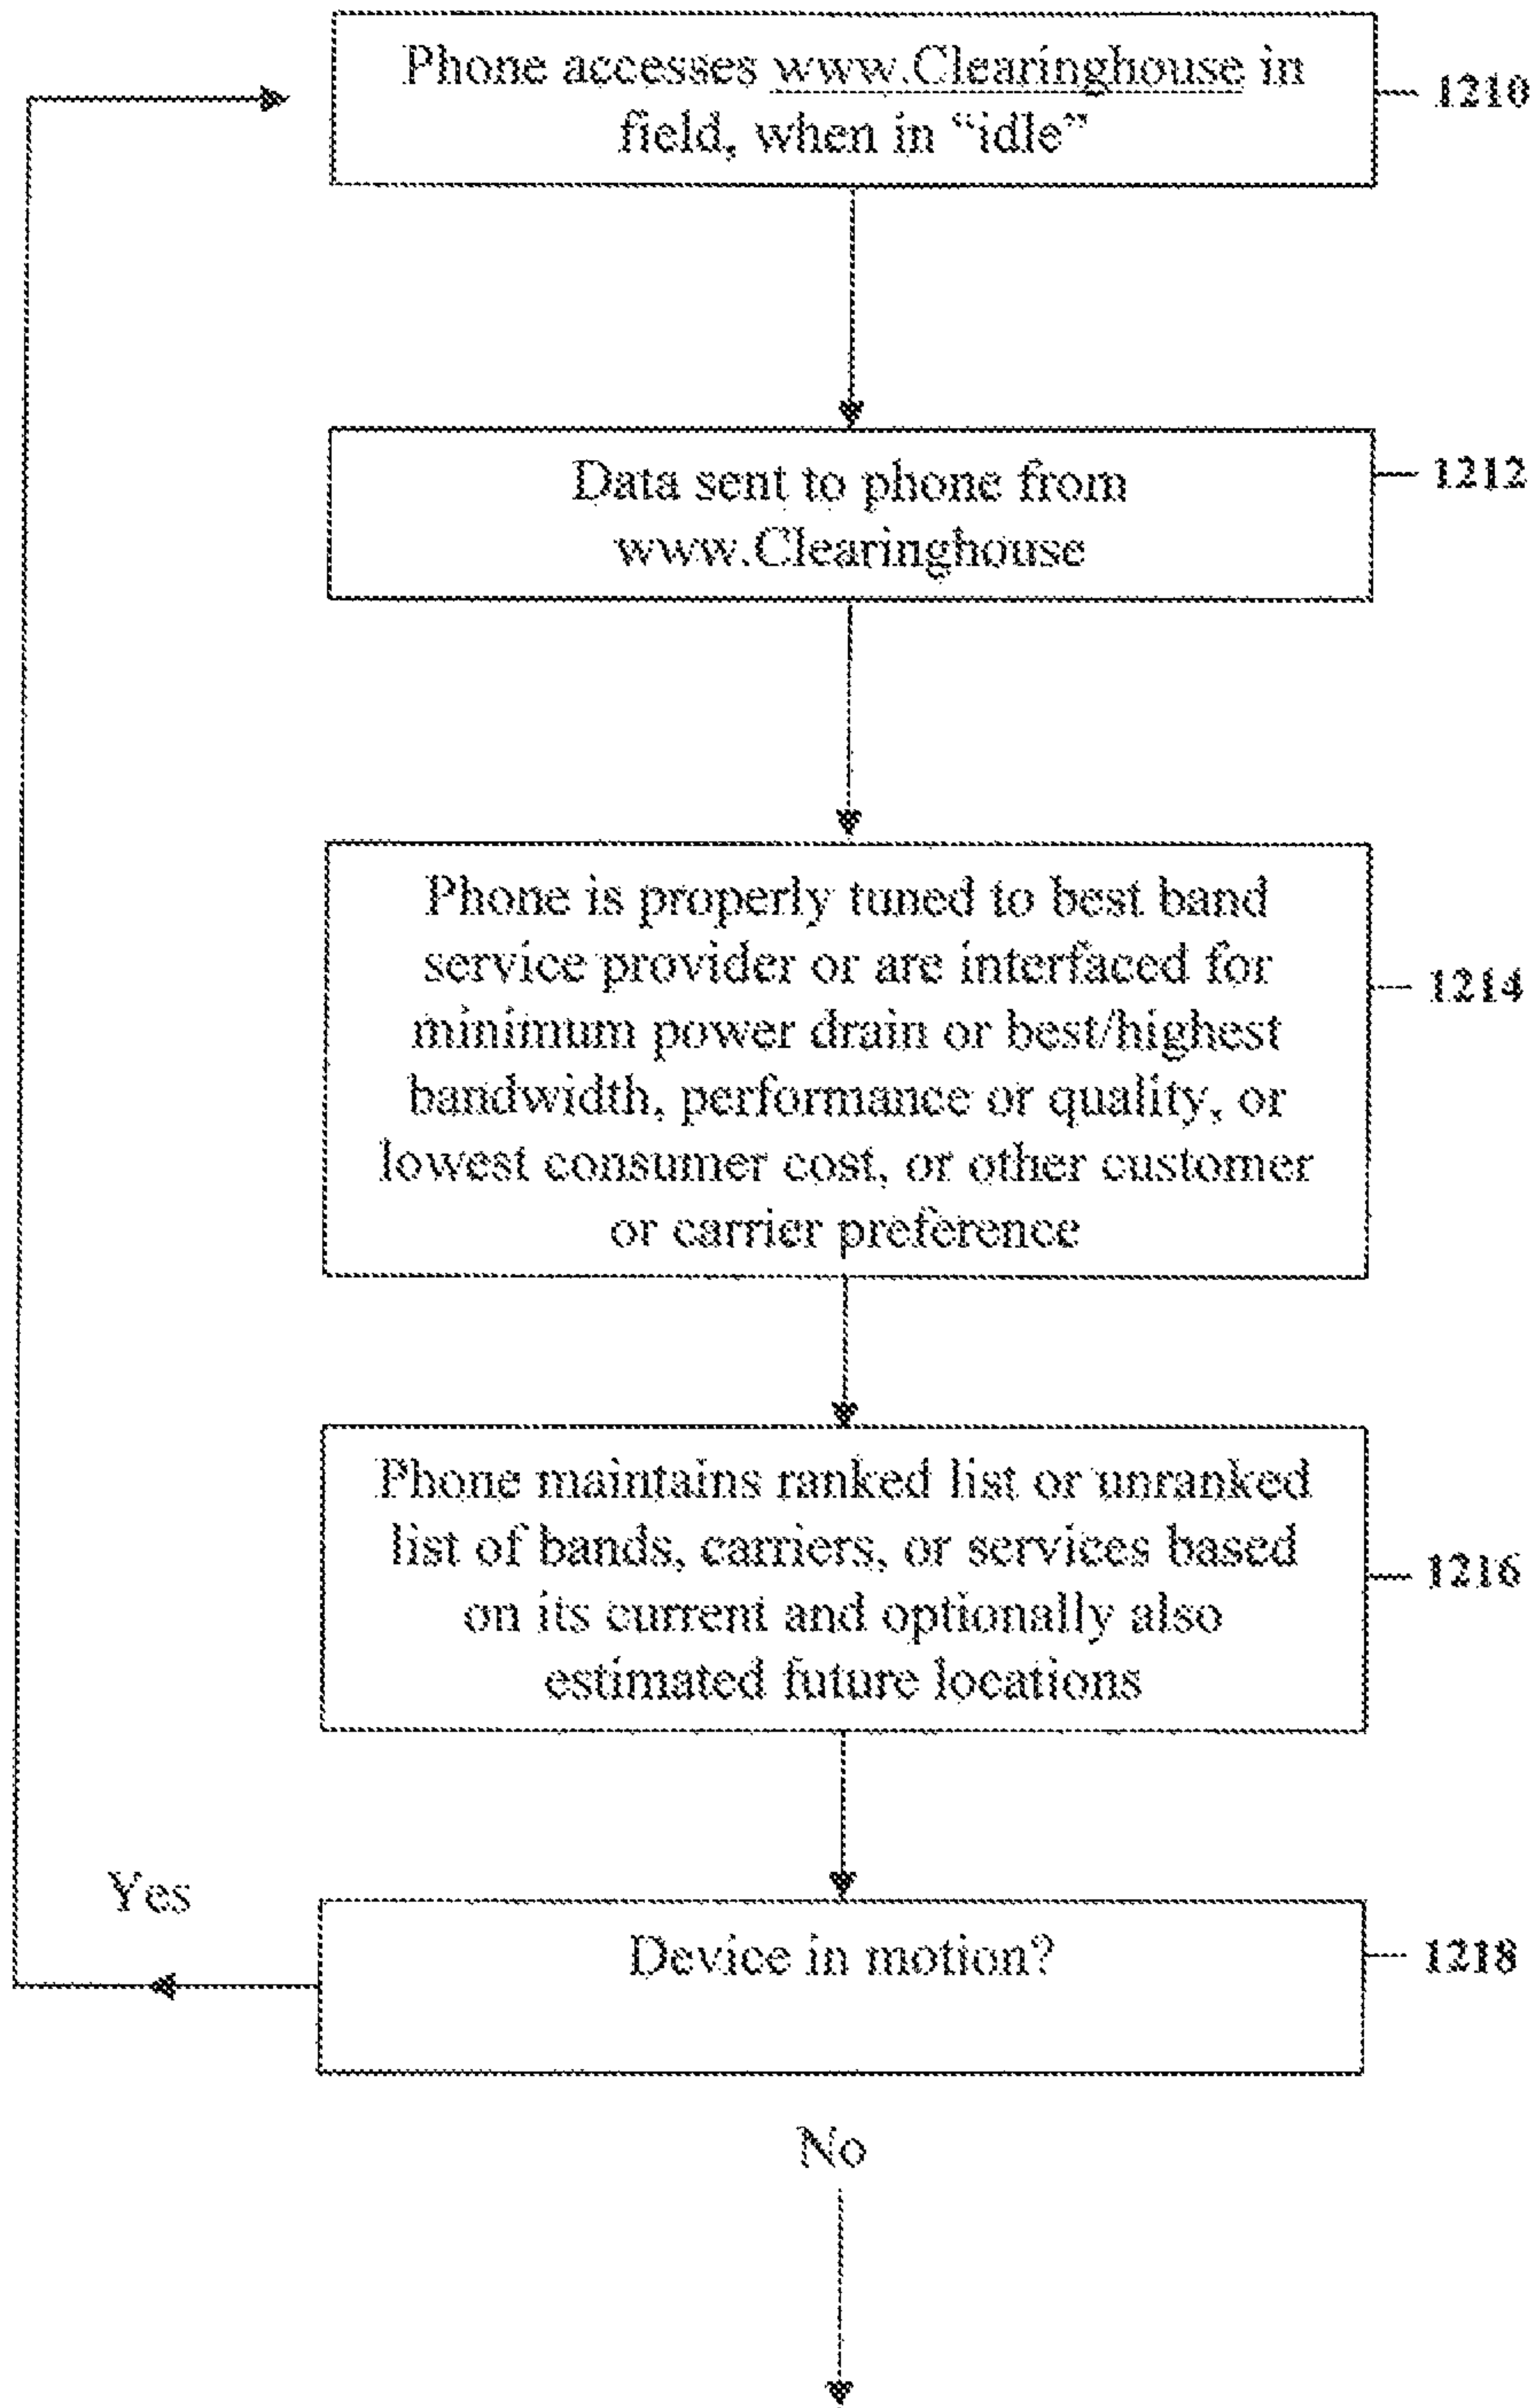 Phone accesses www.Clearinghouse in
field, when in “idle”
1210
Data sent to phone from
www.Clearinghouse
1212
Phone is properly tuned to best band
service provider or are interfaced for
minimum power drain or best/highest
bandwidth, performance or quality, or
lowest consumer cost, or other customer
or carrier preference
1214
Phone maintains ranked list or unranked
list of bands, carriers, or services based
on its current and optionally also
estimated future locations
1216
Yes
Device in motion?
1218
No